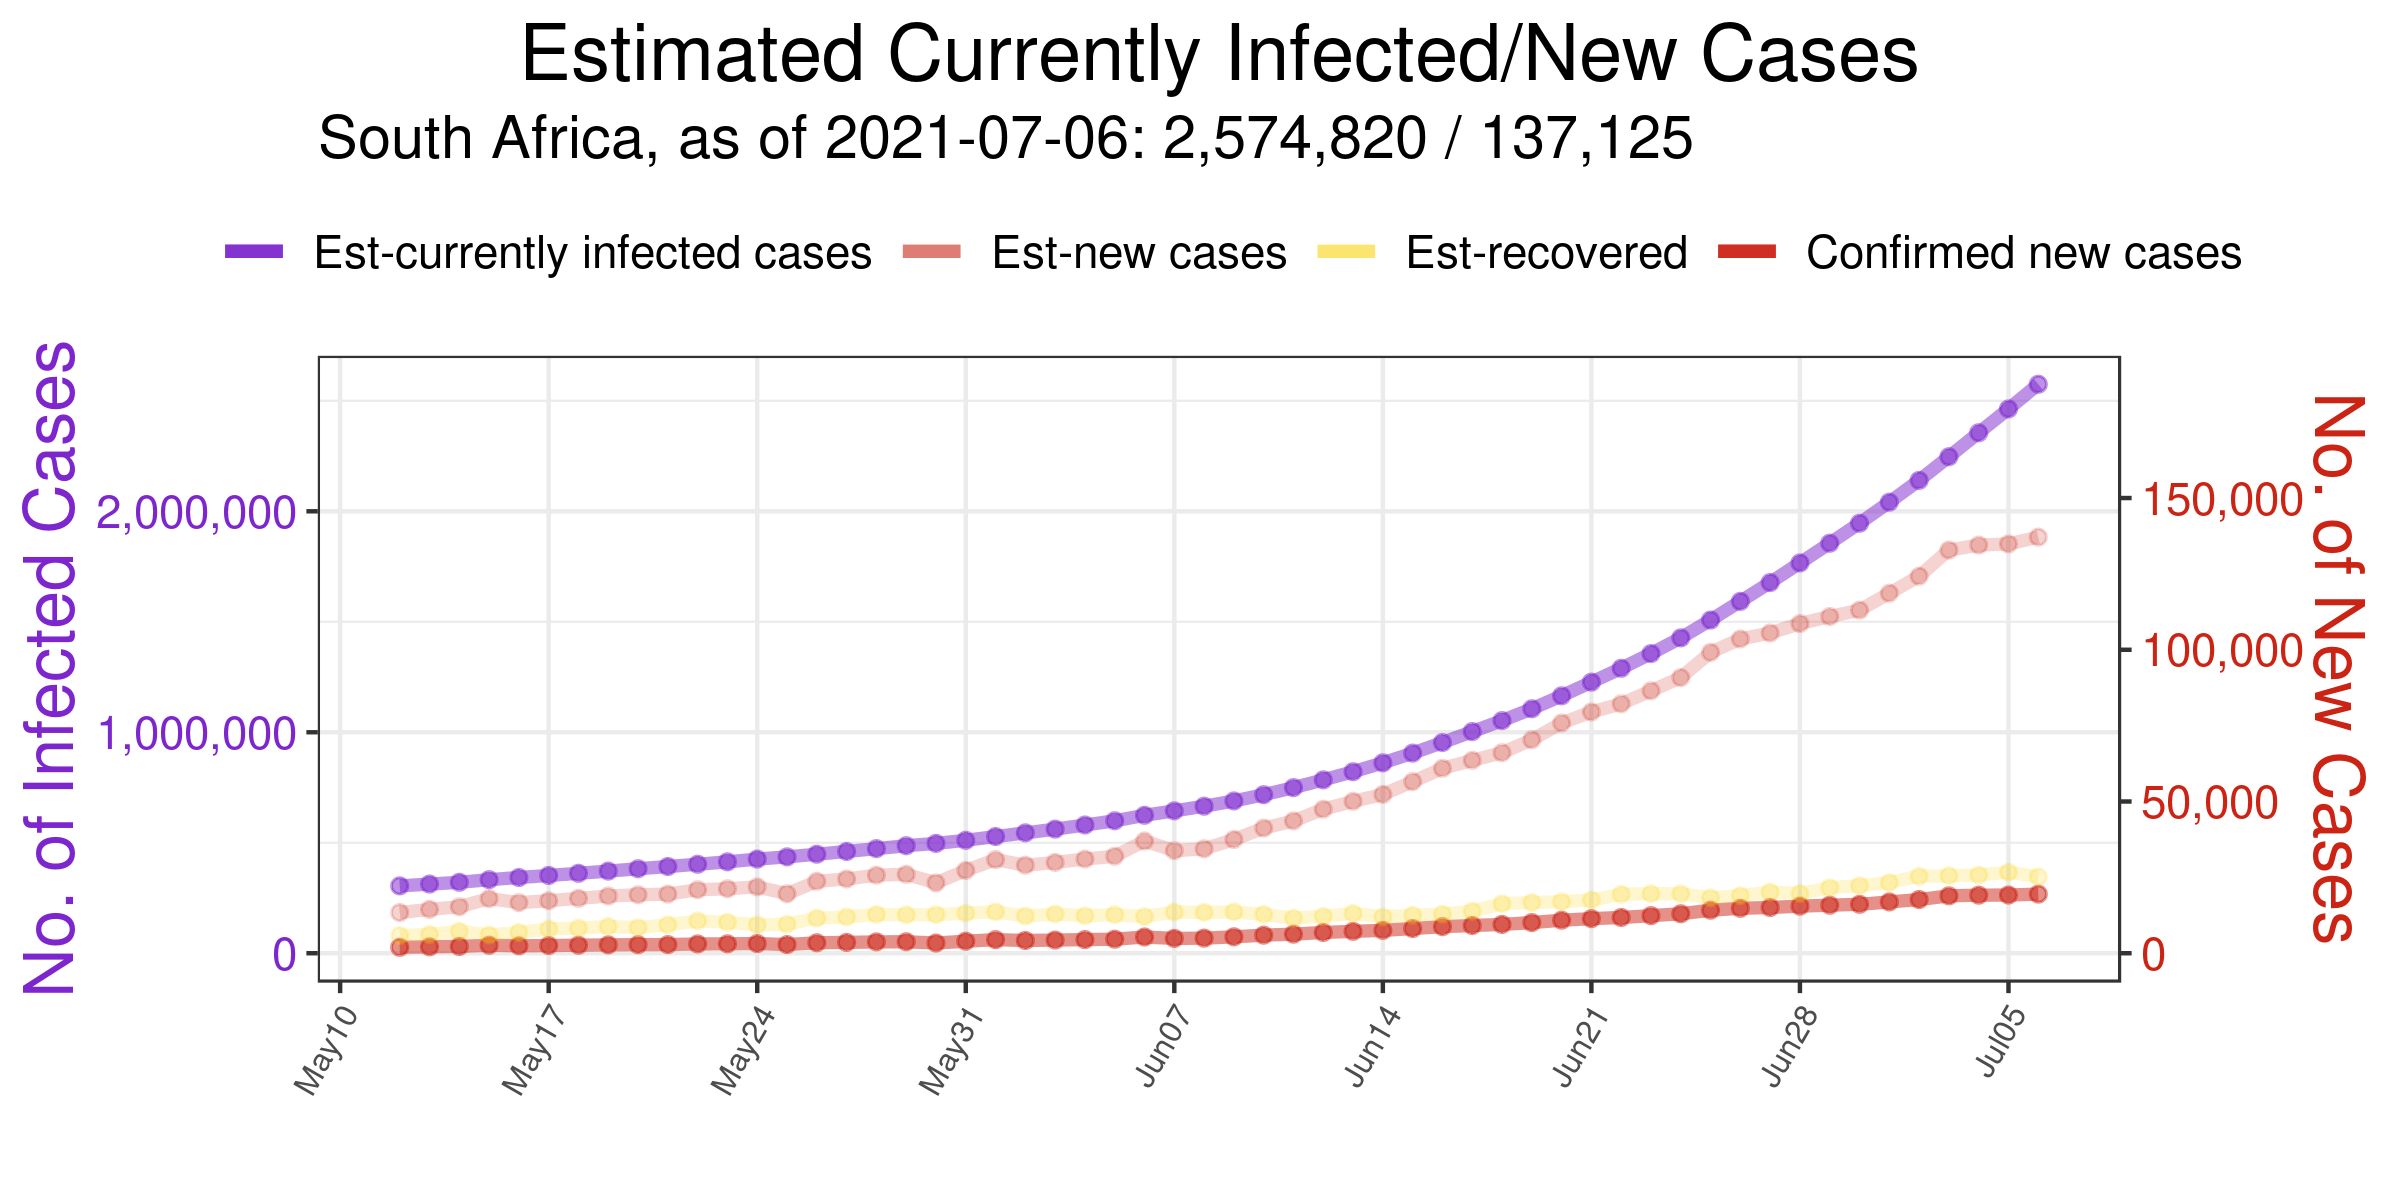 Estimated Currently Infected/New Cases
South Africa, as of 2021-07-06: 2,574,820 / 137,125
Est-currently infected cases Est-new cases Est-recovered Confirmed new cases
No. of Infected Cases
2,000,000
1,000,000
0
150,000
100,000
50,000
0
No. of New Cases
May10 May17 May24 May31 Jun07 Jun14 Jun21 Jun28 Jul05